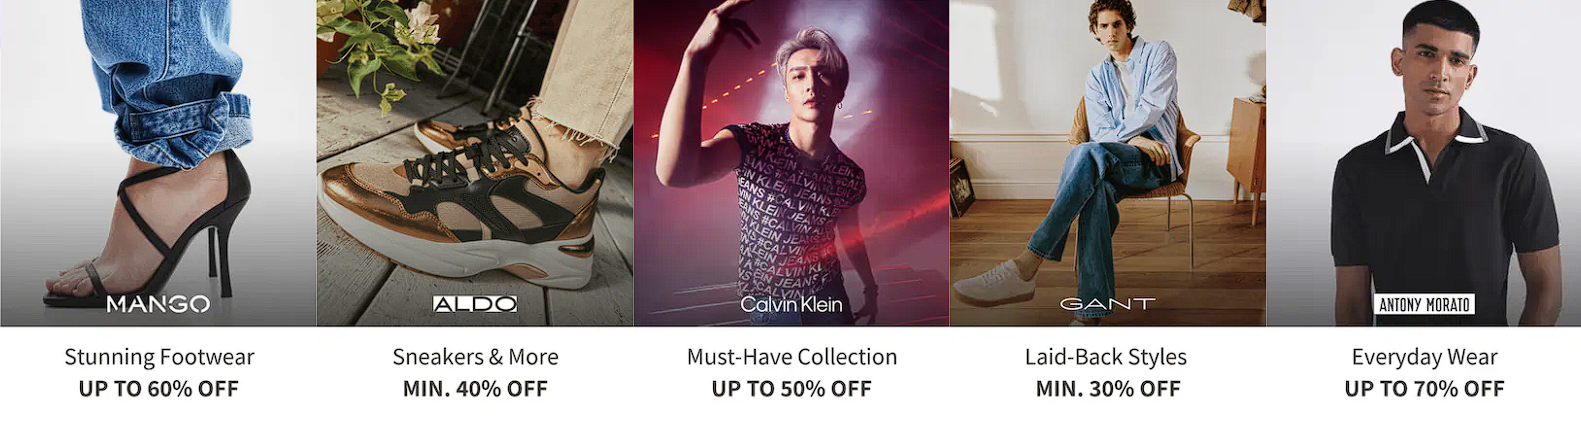 MANGO
Stunning Footwear
UP TO 60% OFF
ALDO
Sneakers & More
MIN. 40% OFF
Calvin Klein
Must-Have Collection
UP TO 50% OFF
GANT
Laid-Back Styles
MIN. 30% OFF
ANTONY MORATO
Everyday Wear
UP TO 70% OFF